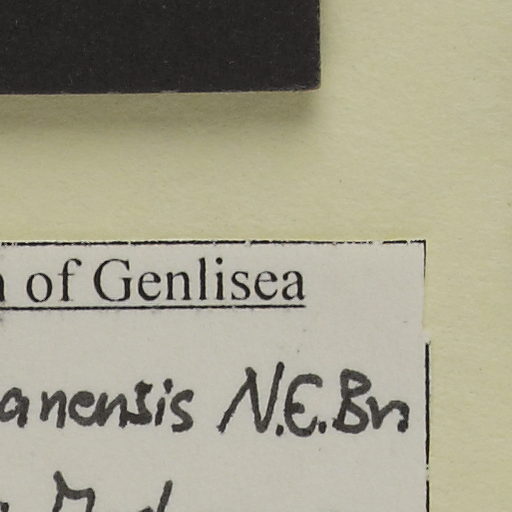 of Genlisea
anensis N.E.Br